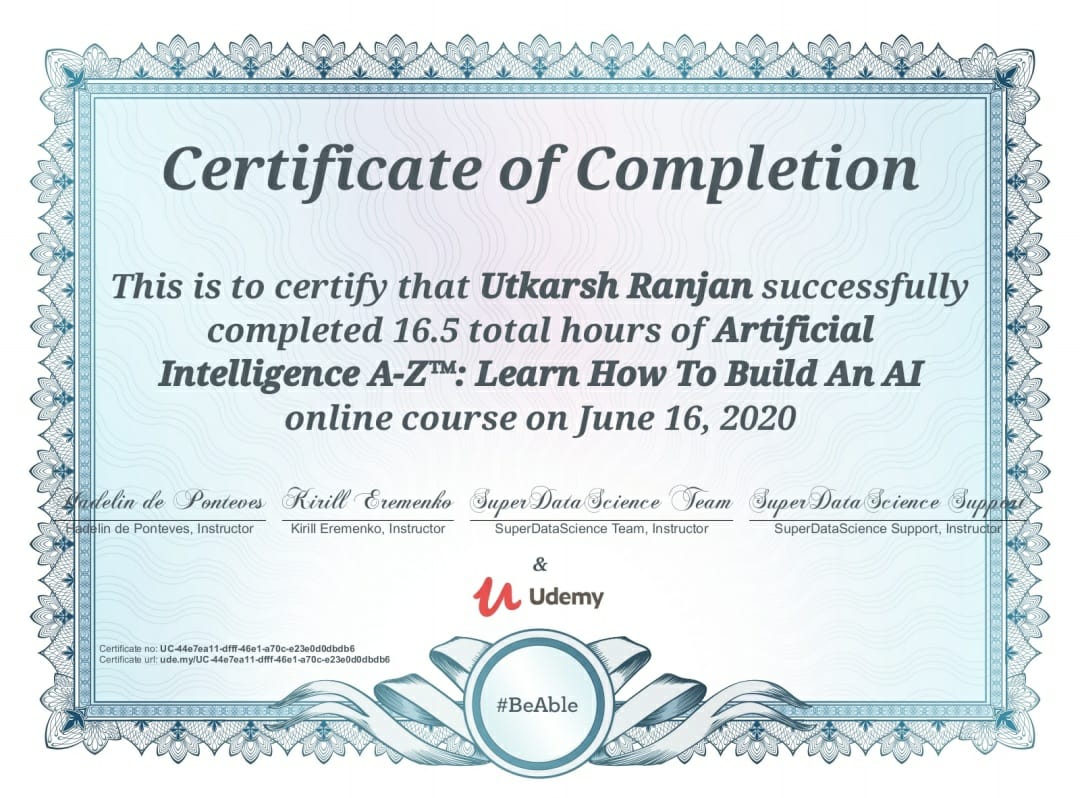 Certificate of Completion
This is to certify that Utkarsh Ranjan successfully
completed 16.5 total hours of Artificial
Intelligence A-Z™: Learn How To Build An AI
online course on June 16, 2020
Hadelin de Ponteves Kirill Eremenko SuperDataScience Team SuperDataScience Support
Hadelin de Ponteves, Instructor Kirill Eremenko, Instructor SuperDataScience Team, Instructor SuperDataScience Support, Instructor
&
Udemy
Certificate no: UC-44e7ea11-dfff-46e1-a70c-e23e0d0dbdb6
Certificate url: ude.my/UC-44e7ea11-dfff-46e1-a70c-e23e0d0dbdb6
#BeAble